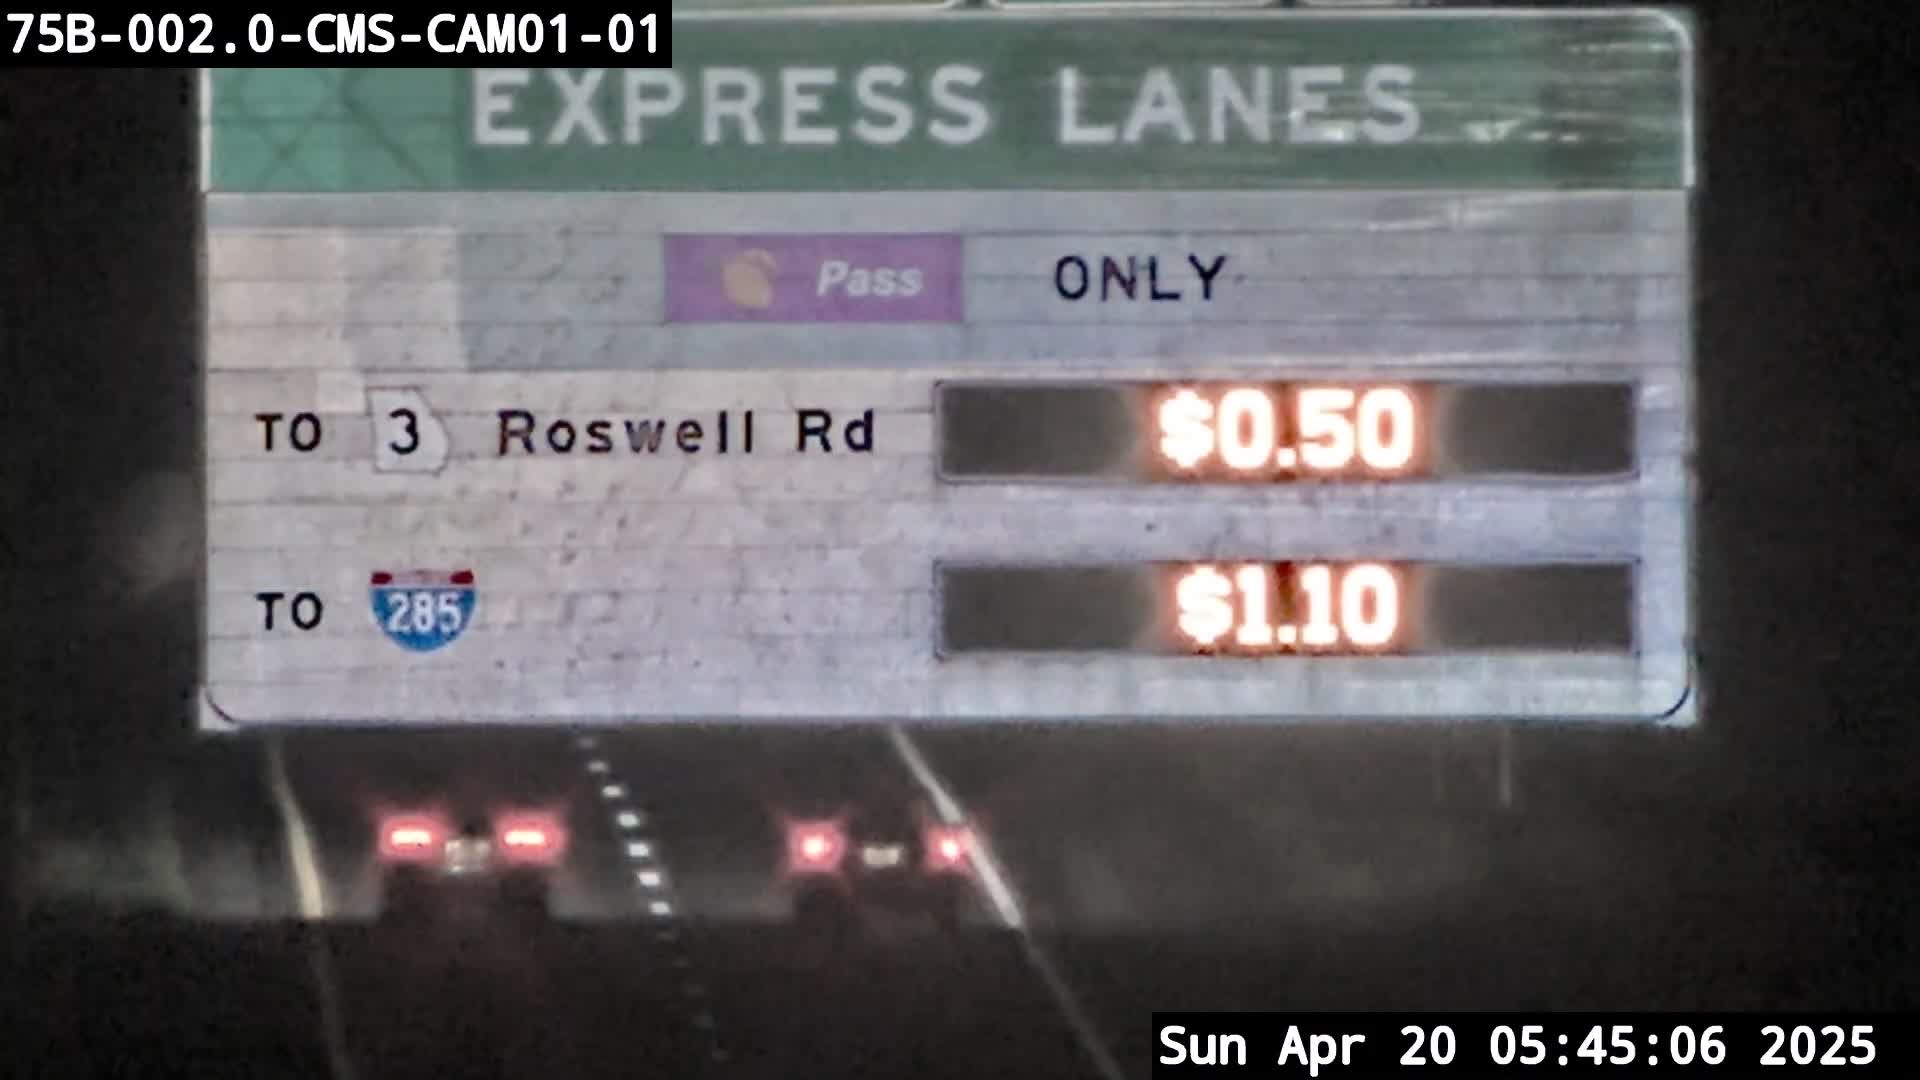 75B-002.0-CMS-CAM01-01
EXPRESS LANES
Pass ONLY
TO 3 Roswell Rd $0.50
TO 285 $1.10
Sun Apr 20 05:45:06 2025